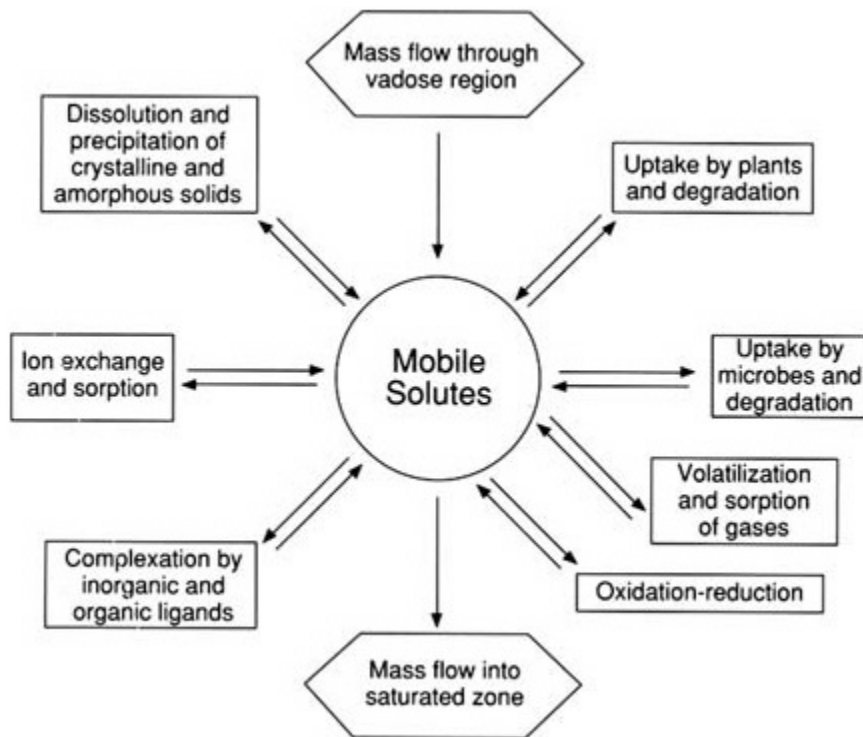 Mass flow through
vadose region
Dissolution and
precipitation of
crystalline and
amorphous solids
Uptake by plants
and degradation
Ion exchange
and sorption
Mobile
Solutes
Uptake by
microbes and
degradation
Volatilization
and sorption
of gases
Complexation by
inorganic and
organic ligands
Oxidation-reduction
Mass flow into
saturated zone